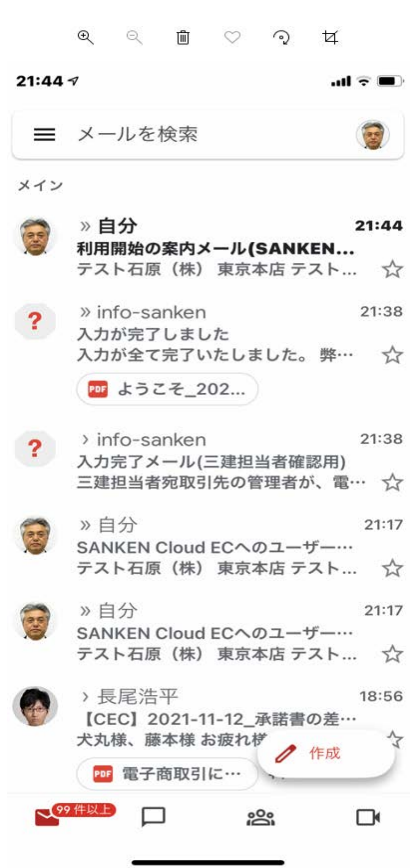 21:44
メールを検索
メイン
» 自分 21:44
利用開始の案内メール(SANKEN...
テスト石原（株） 東京本店 テスト...
» info-sanken 21:38
入力が完了しました
入力が全て完了いたしました。 弊…
PDF ようこそ_202...
› info-sanken 21:38
入力完了メール(三建担当者確認用)
三建担当者宛取引先の管理者が、電…
» 自分 21:17
SANKEN Cloud ECへのユーザー…
テスト石原（株） 東京本店 テスト...
» 自分 21:17
SANKEN Cloud ECへのユーザー…
テスト石原（株） 東京本店 テスト...
› 長尾浩平 18:56
【CEC】2021-11-12_承諾書の差…
犬丸様、藤本様 お疲れ様
作成
PDF 電子商取引に…
99 件以上